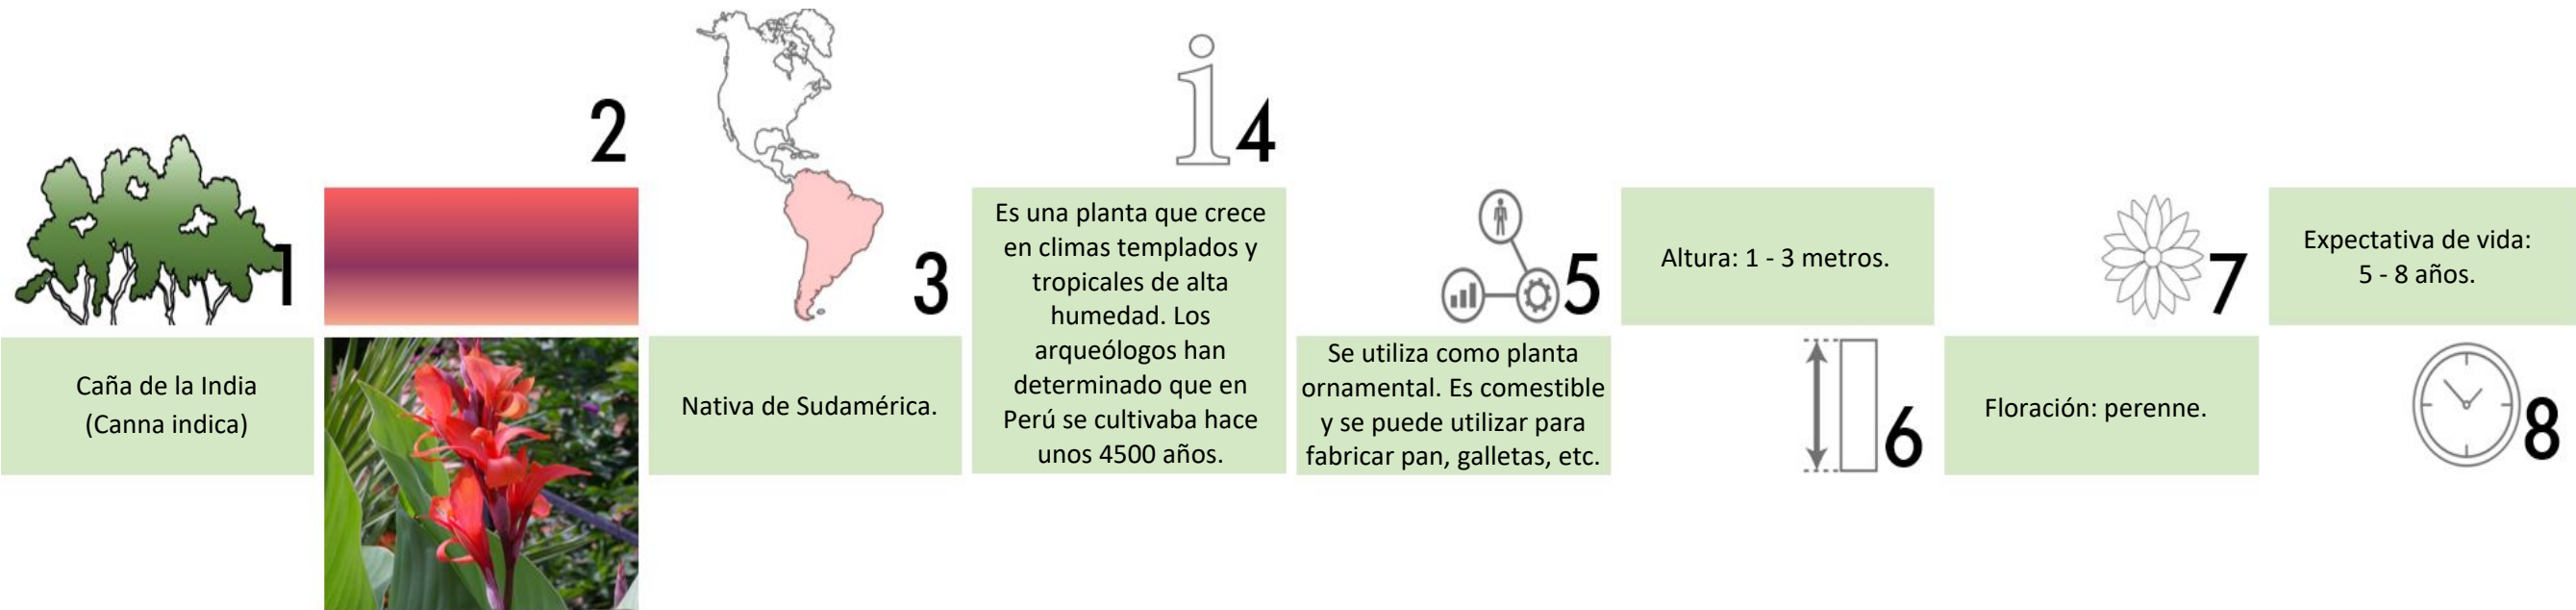 1
Caña de la India
(Canna indica)
2
3
Nativa de Sudamérica.
i4
Es una planta que crece
en climas templados y
tropicales de alta
humedad. Los
arqueólogos han
determinado que en
Perú se cultivaba hace
unos 4500 años.
5
Se utiliza como planta
ornamental. Es comestible
y se puede utilizar para
fabricar pan, galletas, etc.
Altura: 1 - 3 metros.
6
7
Floración: perenne.
Expectativa de vida:
5 - 8 años.
8